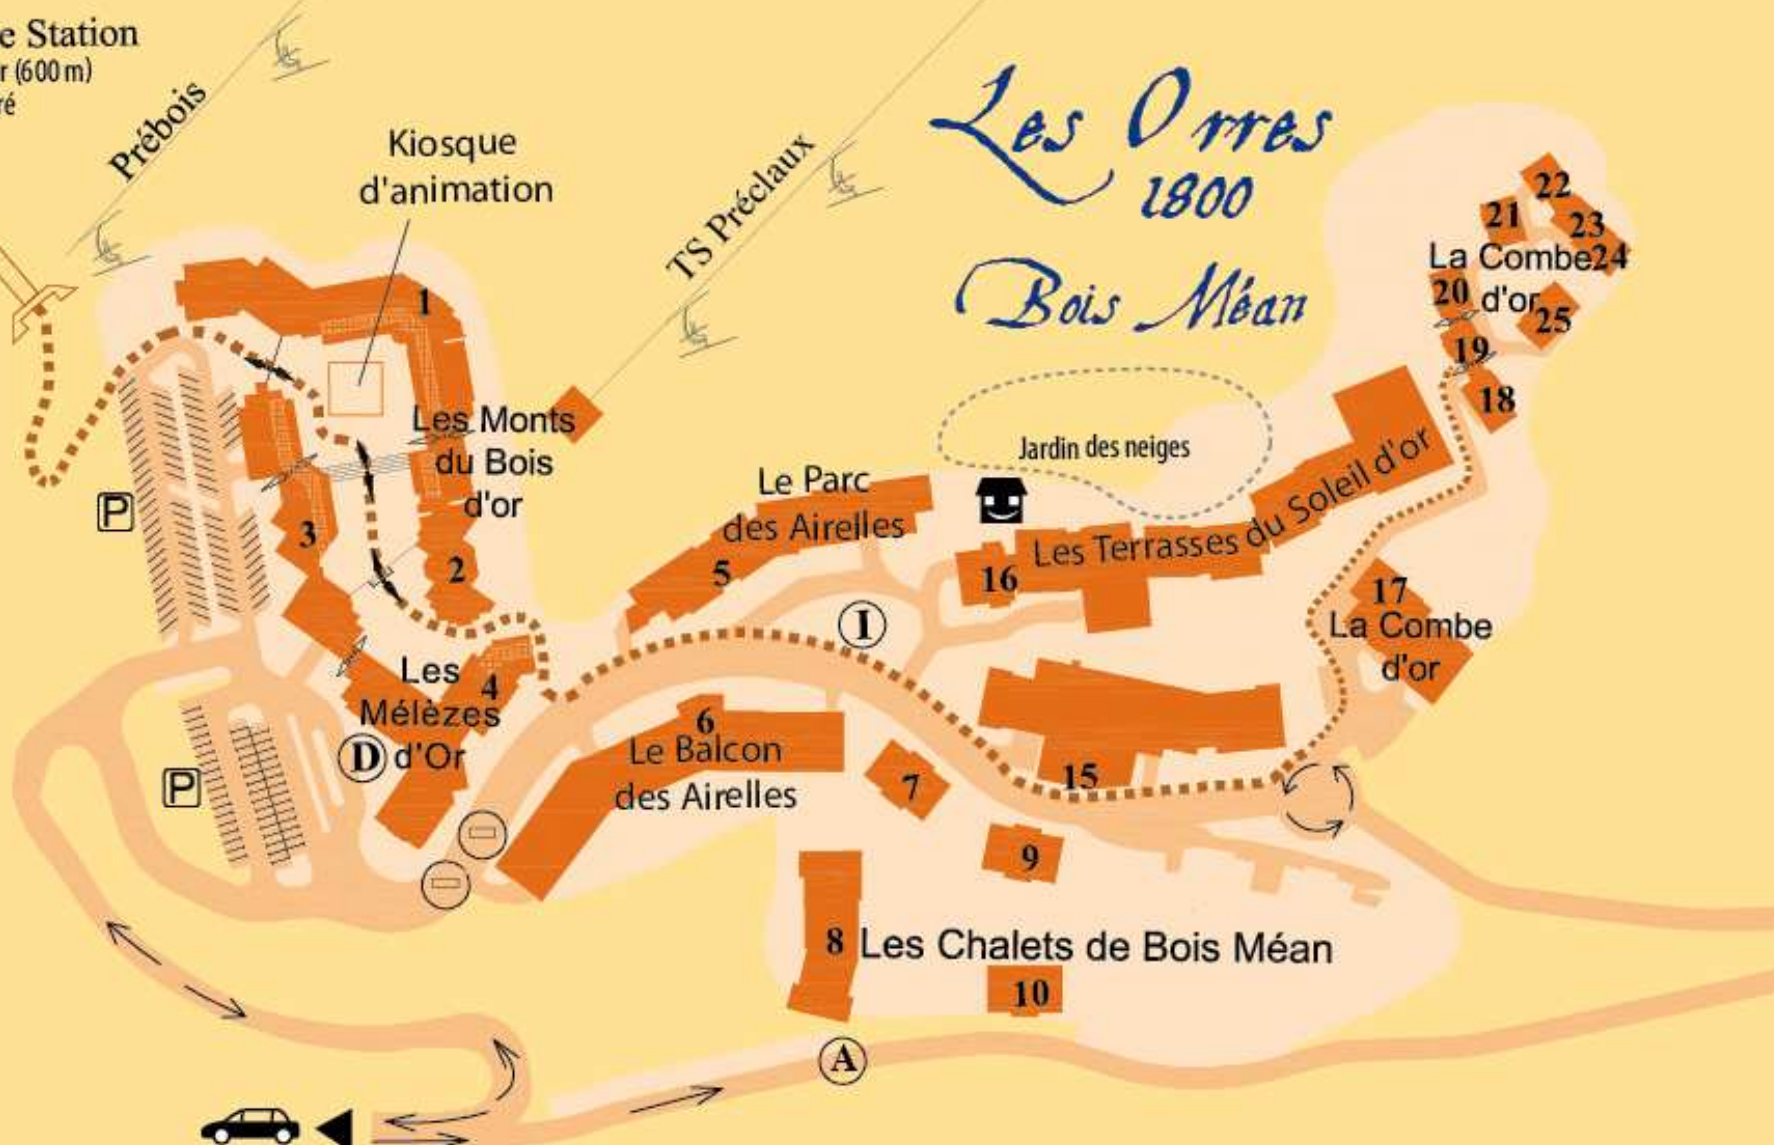 e Station
r (600 m)
ré
Prébois
Kiosque
d'animation
TS Préclaux
Les Orres
1800
Bois Méan
22
21
23
La Combe
24
d'or
20
25
19
18
1
Les Monts
du Bois
d'or
Jardin des neiges
Le Parc
des Airelles
5
P
3
2
16
Les Terrasses du Soleil d'or
17
La Combe
d'or
I
Les
Mélèzes
d'Or
4
D
6
Le Balcon
des Airelles
P
7
15
9
8
Les Chalets de Bois Méan
10
A